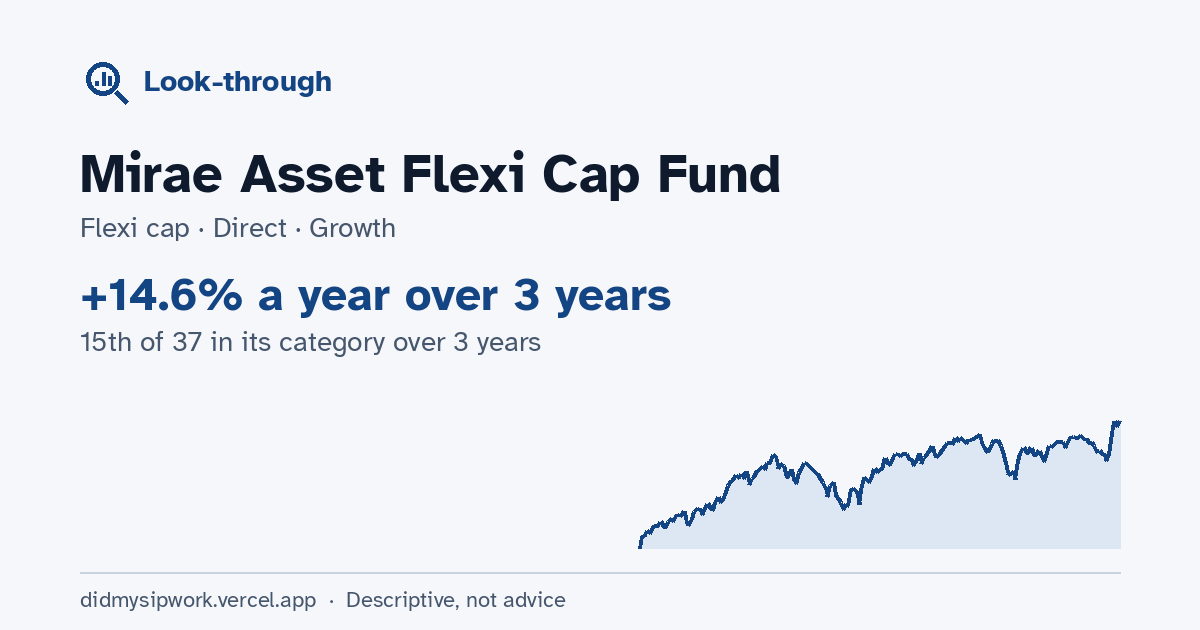 Look-through
Mirae Asset Flexi Cap Fund
Flexi cap · Direct · Growth
+14.6% a year over 3 years
15th of 37 in its category over 3 years
didmysipwork.vercel.app · Descriptive, not advice